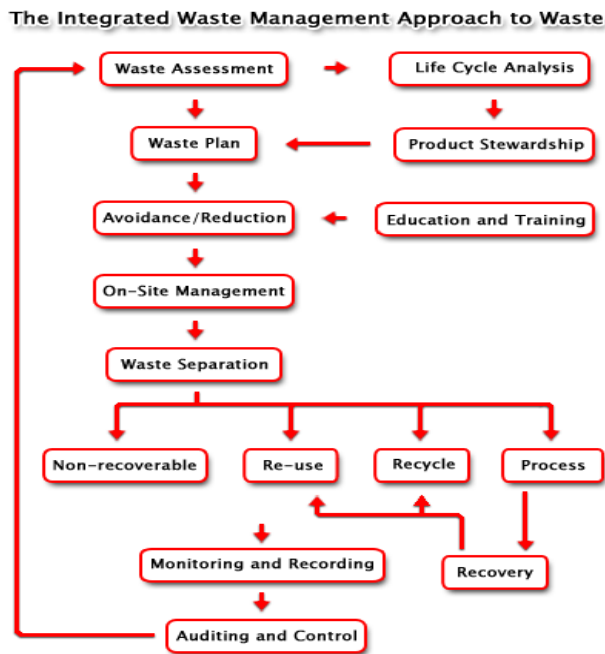 The Integrated Waste Management Approach to Waste
Waste Assessment
Life Cycle Analysis
Waste Plan
Product Stewardship
Avoidance/Reduction
Education and Training
On-Site Management
Waste Separation
Non-recoverable
Re-use
Recycle
Process
Monitoring and Recording
Recovery
Auditing and Control